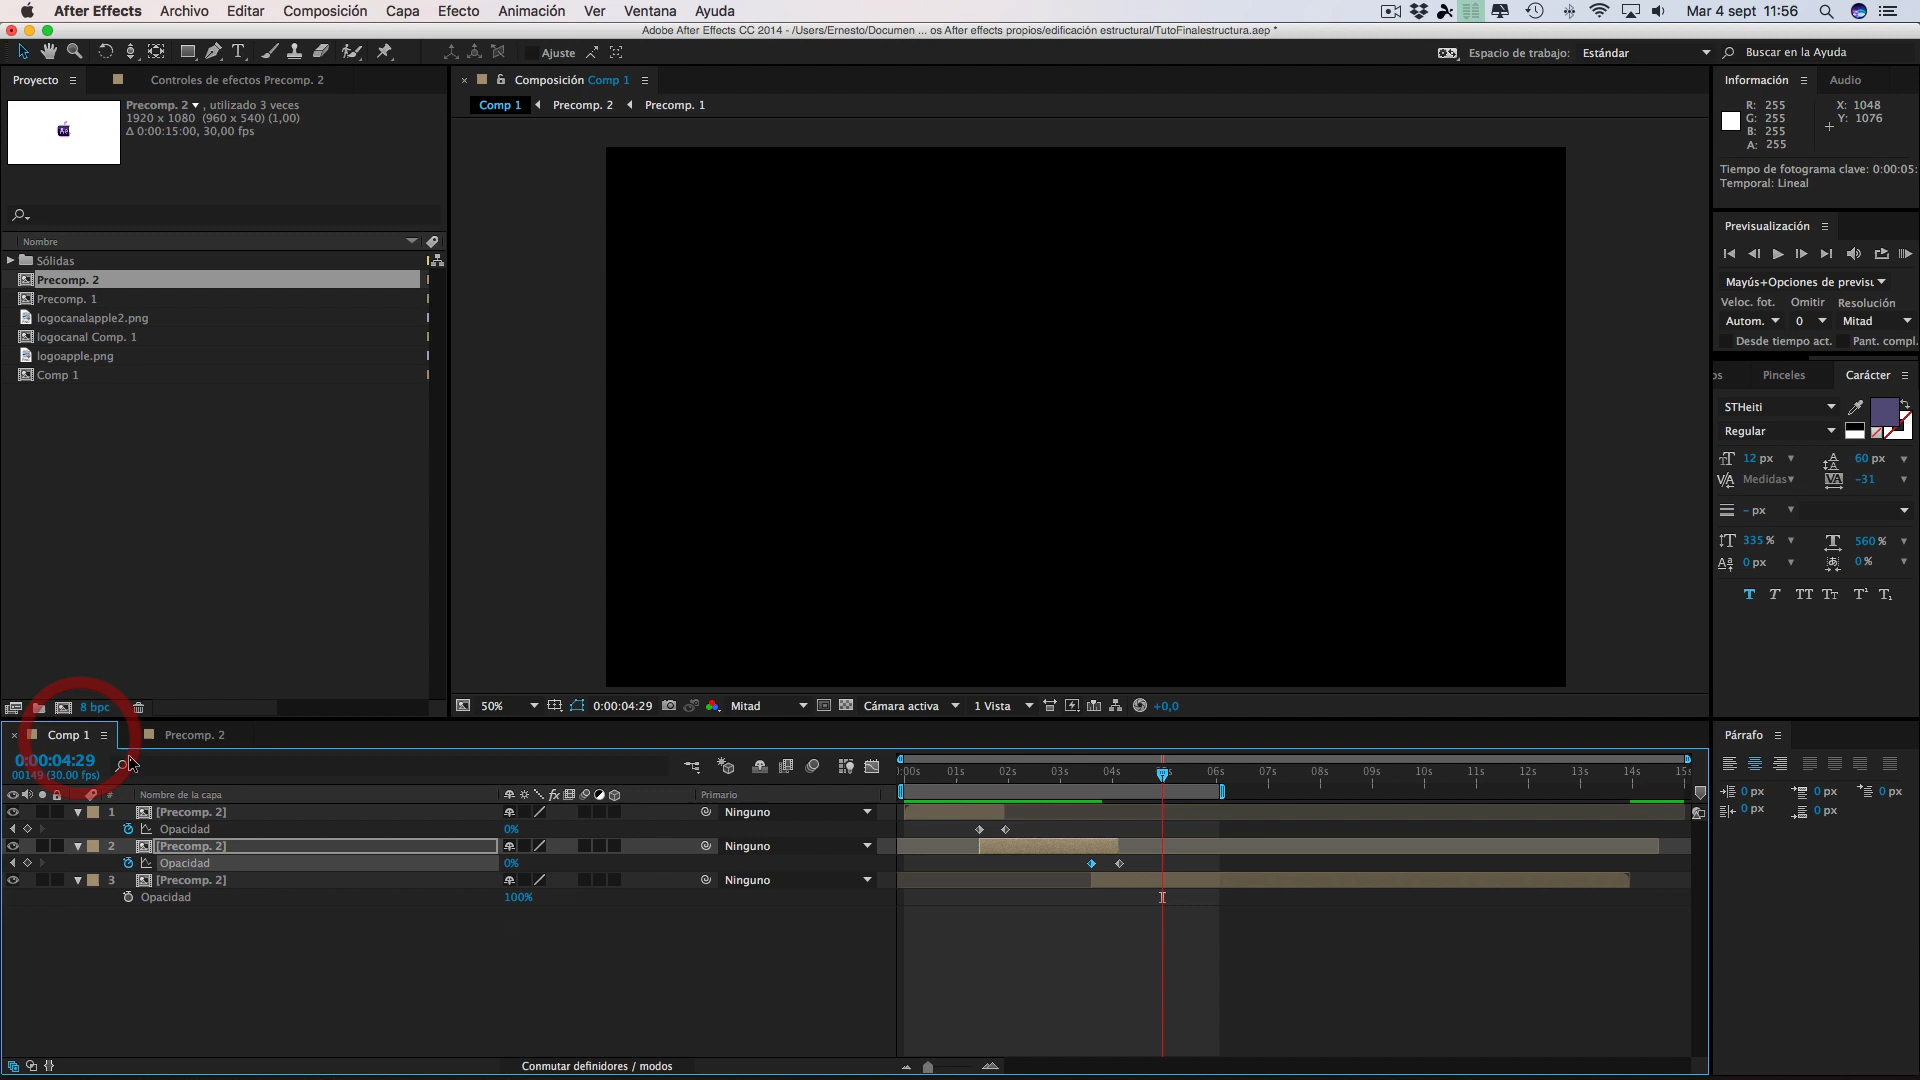 After Effects Archivo Editar Composición Capa Efecto Animación Ver Ventana Ayuda Mar 4 sept 11:56
Adobe After Effects CC 2014 - /Users/Ernesto/Documen ... os After effects propios/edificación estructural/TutoFinalestructura.aep *
Ajuste Espacio de trabajo: Estándar Buscar en la Ayuda
Proyecto Controles de efectos Precomp. 2 Composición Comp 1 Información Audio
Comp 1 Precomp. 2 Precomp. 1
Precomp. 2 , utilizado 3 veces
1920 x 1080 (960 x 540) (1,00)
Δ 0:00:15:00, 30,00 fps
R: 255 X: 1048
G: 255 Y: 1076
B: 255
A: 255
Tiempo de fotograma clave: 0:00:05:
Temporal: Lineal
Previsualización
Nombre
Sólidas
Precomp. 2
Precomp. 1
logocanalapple2.png
logocanal Comp. 1
logoapple.png
Comp 1
Mayús+Opciones de previsu
Veloc. fot. Omitir Resolución
Autom. 0 Mitad
Desde tiempo act. Pant. compl.
os Pinceles Carácter
STHeiti
Regular
12 px 60 px
Medidas -31
- px
335 % 560 %
0 px 0 %
T T TT Tт T¹ T₁
8 bpc 50% 0:00:04:29 Mitad Cámara activa 1 Vista +0,0
Comp 1 Precomp. 2 Párrafo
0:00:04:29
00149 (30.00 fps)
:00s 01s 02s 03s 04s 06s 07s 08s 09s 10s 11s 12s 13s 14s 15s
# Nombre de la capa Primario
1 [Precomp. 2] Ninguno
Opacidad 0%
2 [Precomp. 2] Ninguno
Opacidad 0%
3 [Precomp. 2] Ninguno
Opacidad 100%
0 px 0 px 0 px
0 px 0 px
Conmutar definidores / modos